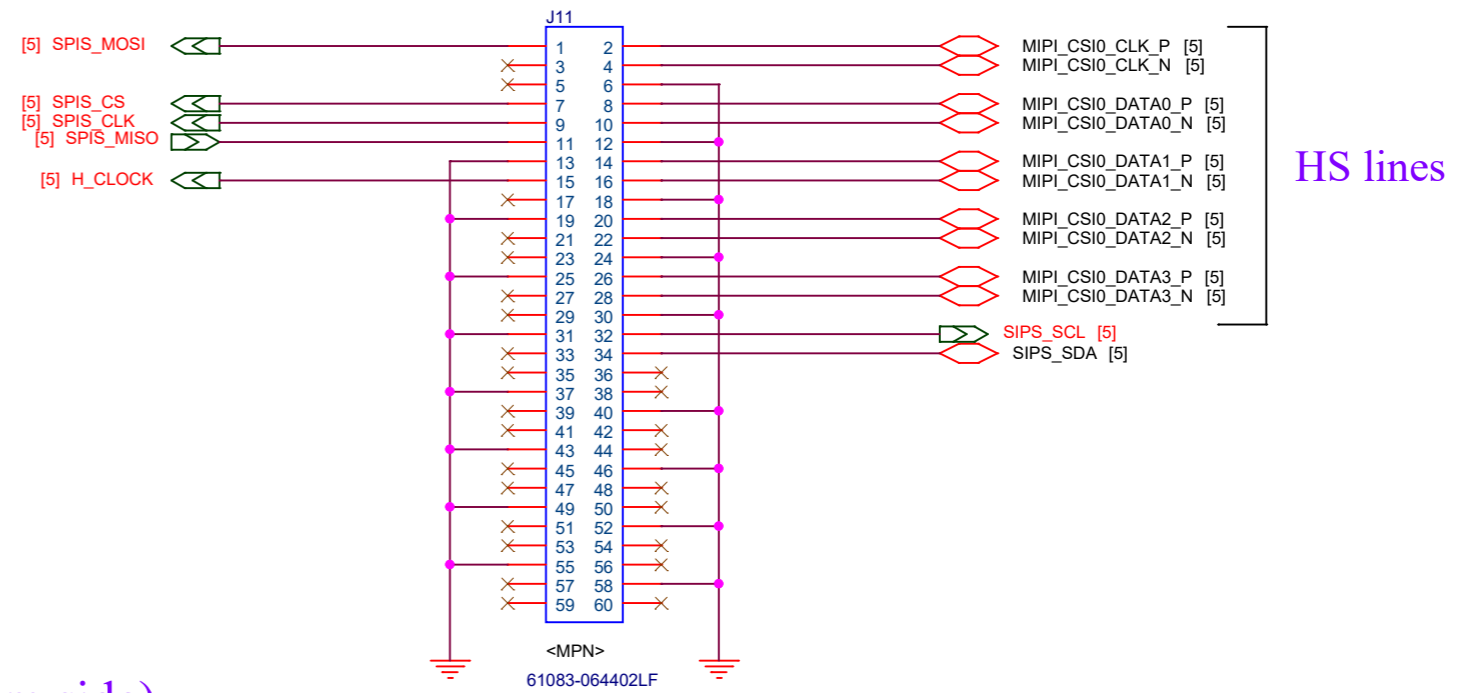 J11
[5] SPIS_MOSI 1 2 MIPI_CSI0_CLK_P [5]
3 4 MIPI_CSI0_CLK_N [5]
5 6
[5] SPIS_CS 7 8 MIPI_CSI0_DATA0_P [5]
[5] SPIS_CLK 9 10 MIPI_CSI0_DATA0_N [5]
[5] SPIS_MISO 11 12
13 14 MIPI_CSI0_DATA1_P [5]
HS lines
[5] H_CLOCK 15 16 MIPI_CSI0_DATA1_N [5]
17 18
19 20 MIPI_CSI0_DATA2_P [5]
21 22 MIPI_CSI0_DATA2_N [5]
23 24
25 26 MIPI_CSI0_DATA3_P [5]
27 28 MIPI_CSI0_DATA3_N [5]
29 30
31 32 SIPS_SCL [5]
33 34 SIPS_SDA [5]
35 36
37 38
39 40
41 42
43 44
45 46
47 48
49 50
51 52
53 54
55 56
57 58
59 60
<MPN>
61083-064402LF